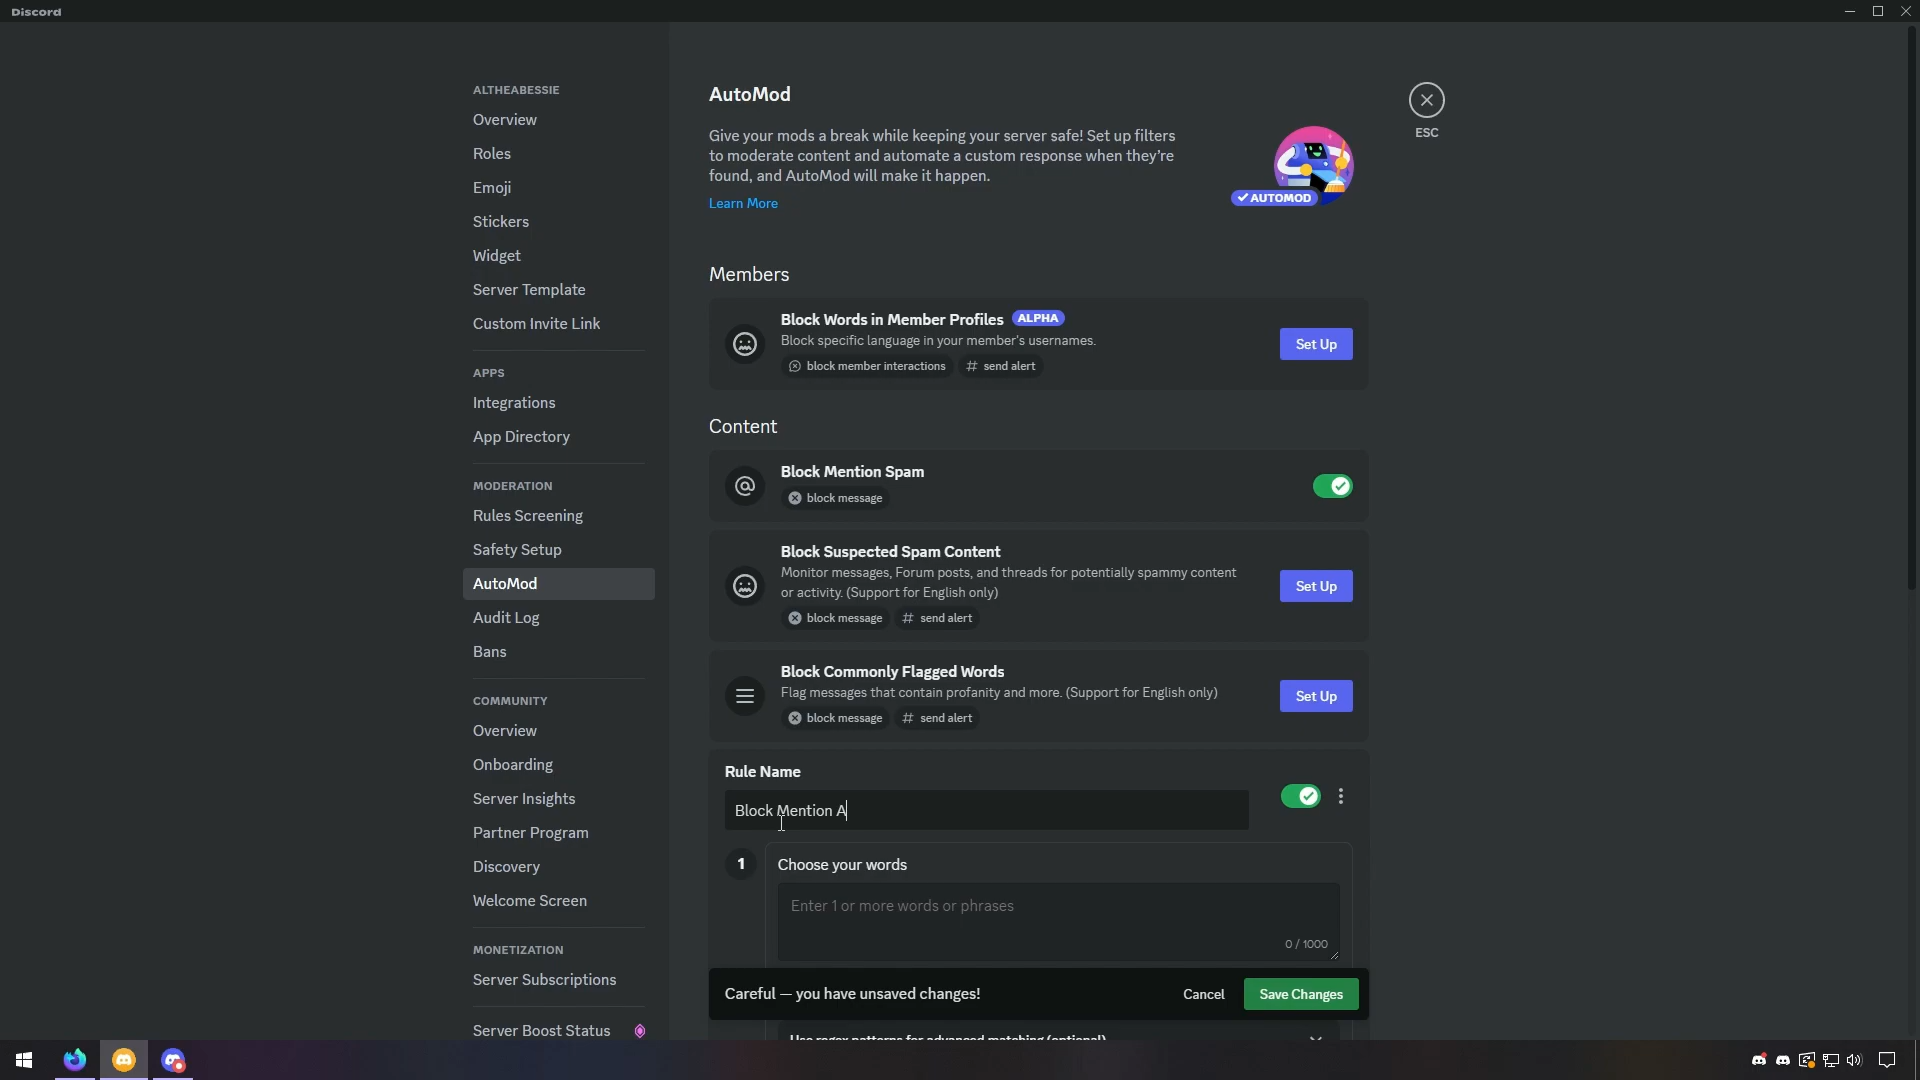 Discord
ALTHEABESSIE
Overview
Roles
Emoji
Stickers
Widget
Server Template
Custom Invite Link
APPS
Integrations
App Directory
MODERATION
Rules Screening
Safety Setup
AutoMod
Audit Log
Bans
COMMUNITY
Overview
Onboarding
Server Insights
Partner Program
Discovery
Welcome Screen
MONETIZATION
Server Subscriptions
Server Boost Status
AutoMod
Give your mods a break while keeping your server safe! Set up filters
to moderate content and automate a custom response when they're
found, and AutoMod will make it happen.
Learn More
AUTOMOD
ESC
Members
Block Words in Member Profiles ALPHA
Block specific language in your member's usernames.
block member interactions send alert
Set Up
Content
Block Mention Spam
block message
Block Suspected Spam Content
Monitor messages, Forum posts, and threads for potentially spammy content
or activity. (Support for English only)
block message send alert
Set Up
Block Commonly Flagged Words
Flag messages that contain profanity and more. (Support for English only)
block message send alert
Set Up
Rule Name
Block Mention A
1
Choose your words
Enter 1 or more words or phrases
0 / 1000
Careful — you have unsaved changes!
Cancel
Save Changes
Use regex patterns for advanced matching (optional)